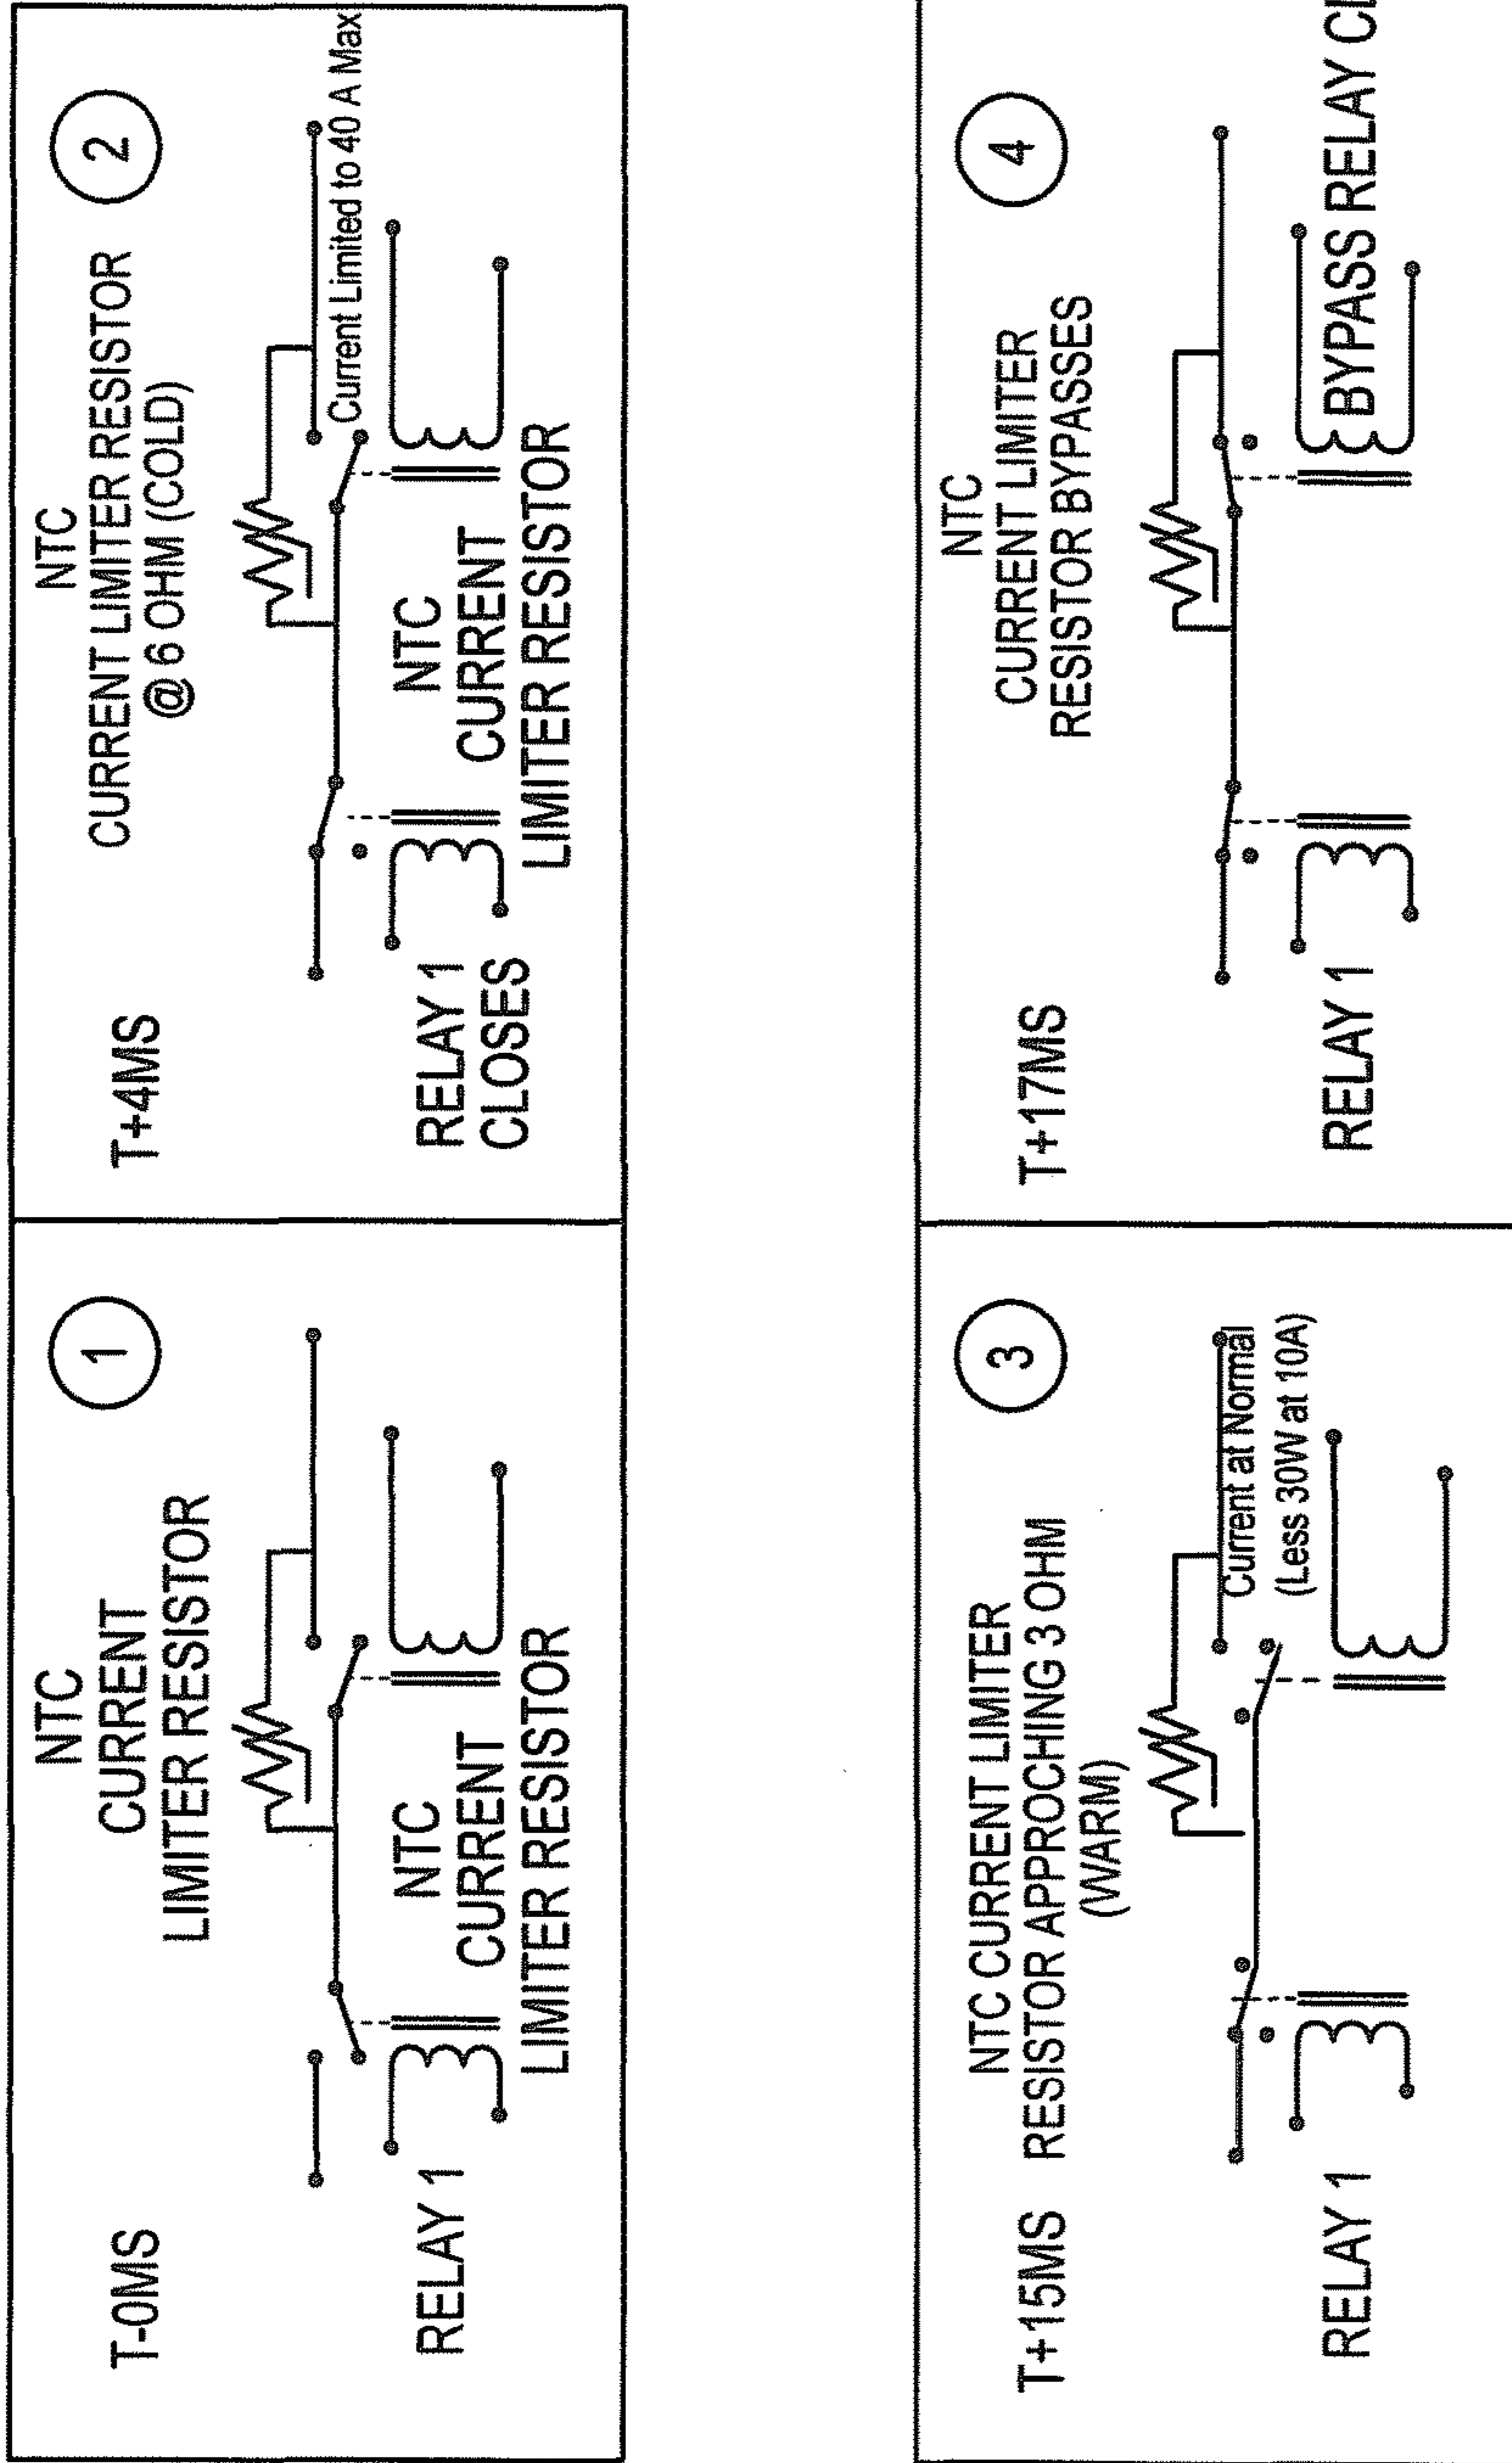 T-0MS
1
NTC
CURRENT
LIMITER RESISTOR
RELAY 1
NTC
CURRENT
LIMITER RESISTOR
T+4MS
2
NTC
CURRENT LIMITER RESISTOR
@ 6 OHM (COLD)
Current Limited to 40 A Max
RELAY 1
CLOSES
NTC
CURRENT
LIMITER RESISTOR
T+15MS
3
NTC CURRENT LIMITER
RESISTOR APPROCHING 3 OHM
(WARM)
Current at Normal
(Less 30W at 10A)
RELAY 1
T+17MS
4
NTC
CURRENT LIMITER
RESISTOR BYPASSES
RELAY 1
BYPASS RELAY